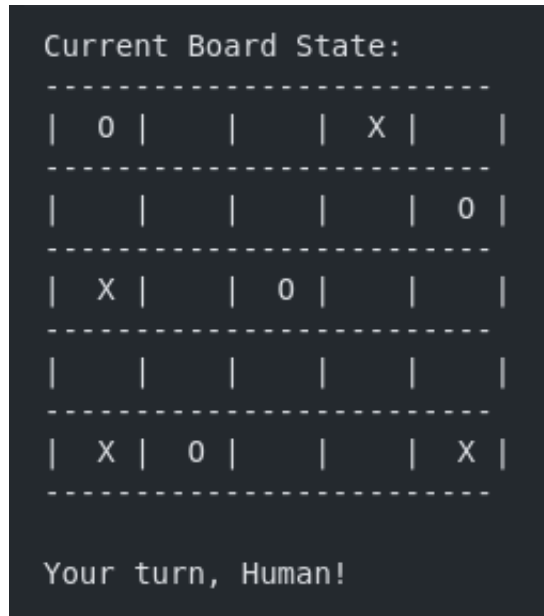 Current Board State:
-------------------------
|  O |    |    |  X |    |
-------------------------
|    |    |    |    |  O |
-------------------------
|  X |    |  O |    |    |
-------------------------
|    |    |    |    |    |
-------------------------
|  X |  O |    |    |  X |
-------------------------
Your turn, Human!